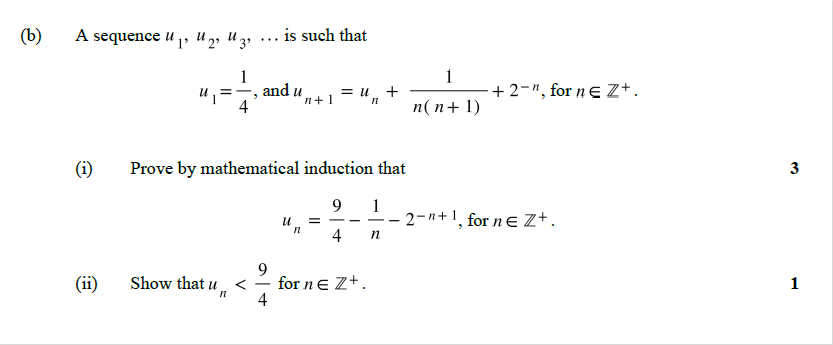 (b) A sequence u₁, u₂, u₃, … is such that
u₁ = 1/4, and uₙ₊₁ = uₙ + 1/(n(n+1)) + 2⁻ⁿ, for n ∈ ℤ⁺.
(i) Prove by mathematical induction that 3
uₙ = 9/4 − 1/n − 2⁻ⁿ⁺¹, for n ∈ ℤ⁺.
(ii) Show that uₙ < 9/4 for n ∈ ℤ⁺. 1